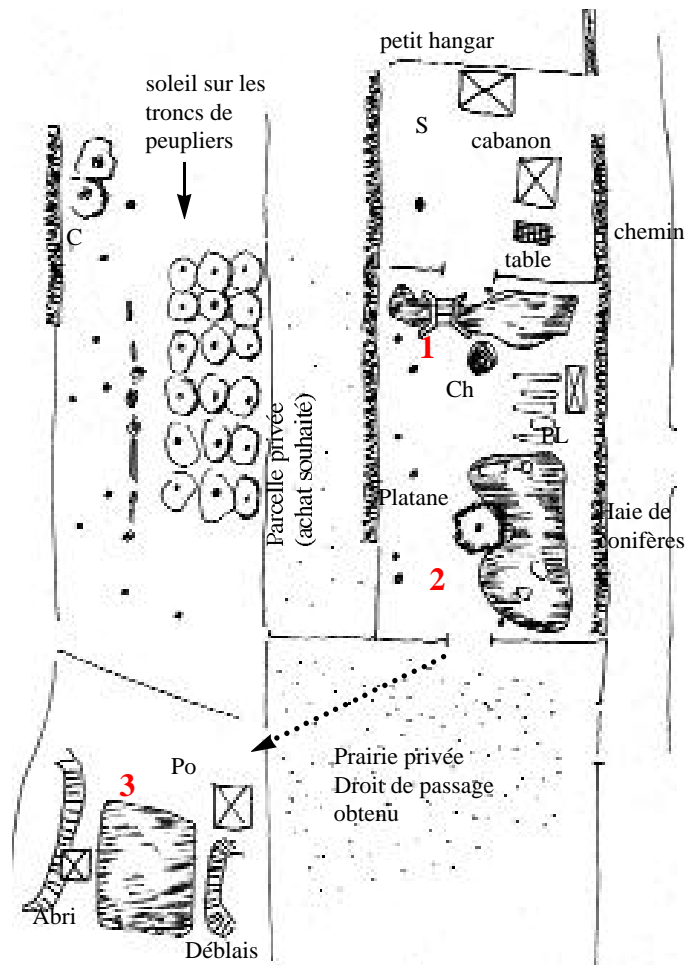 petit hangar
soleil sur les
troncs de
peupliers
S
cabanon
C
chemin
table
1
Ch
PL
Parcelle privée
(achat souhaité)
Platane
Haie de
conifères
2
Prairie privée
Droit de passage
obtenu
Po
3
Abri
Déblais